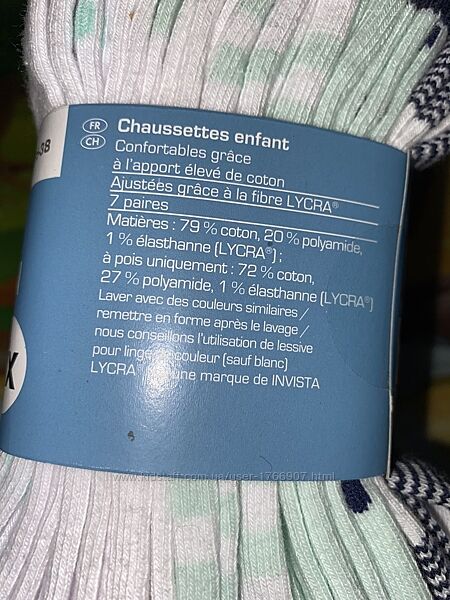 -38
FR Chaussettes enfant
CH Confortables grâce
à l'apport élevé de coton
Ajustées grâce à la fibre LYCRA®
7 paires
Matières : 79 % coton, 20 % polyamide,
1 % élasthanne (LYCRA®) ;
à pois uniquement : 72 % coton,
27 % polyamide, 1 % élasthanne (LYCRA®)
Laver avec des couleurs similaires /
remettre en forme après le lavage /
nous conseillons l'utilisation de lessive
pour linge couleur (sauf blanc)
LYCRA une marque de INVISTA
X